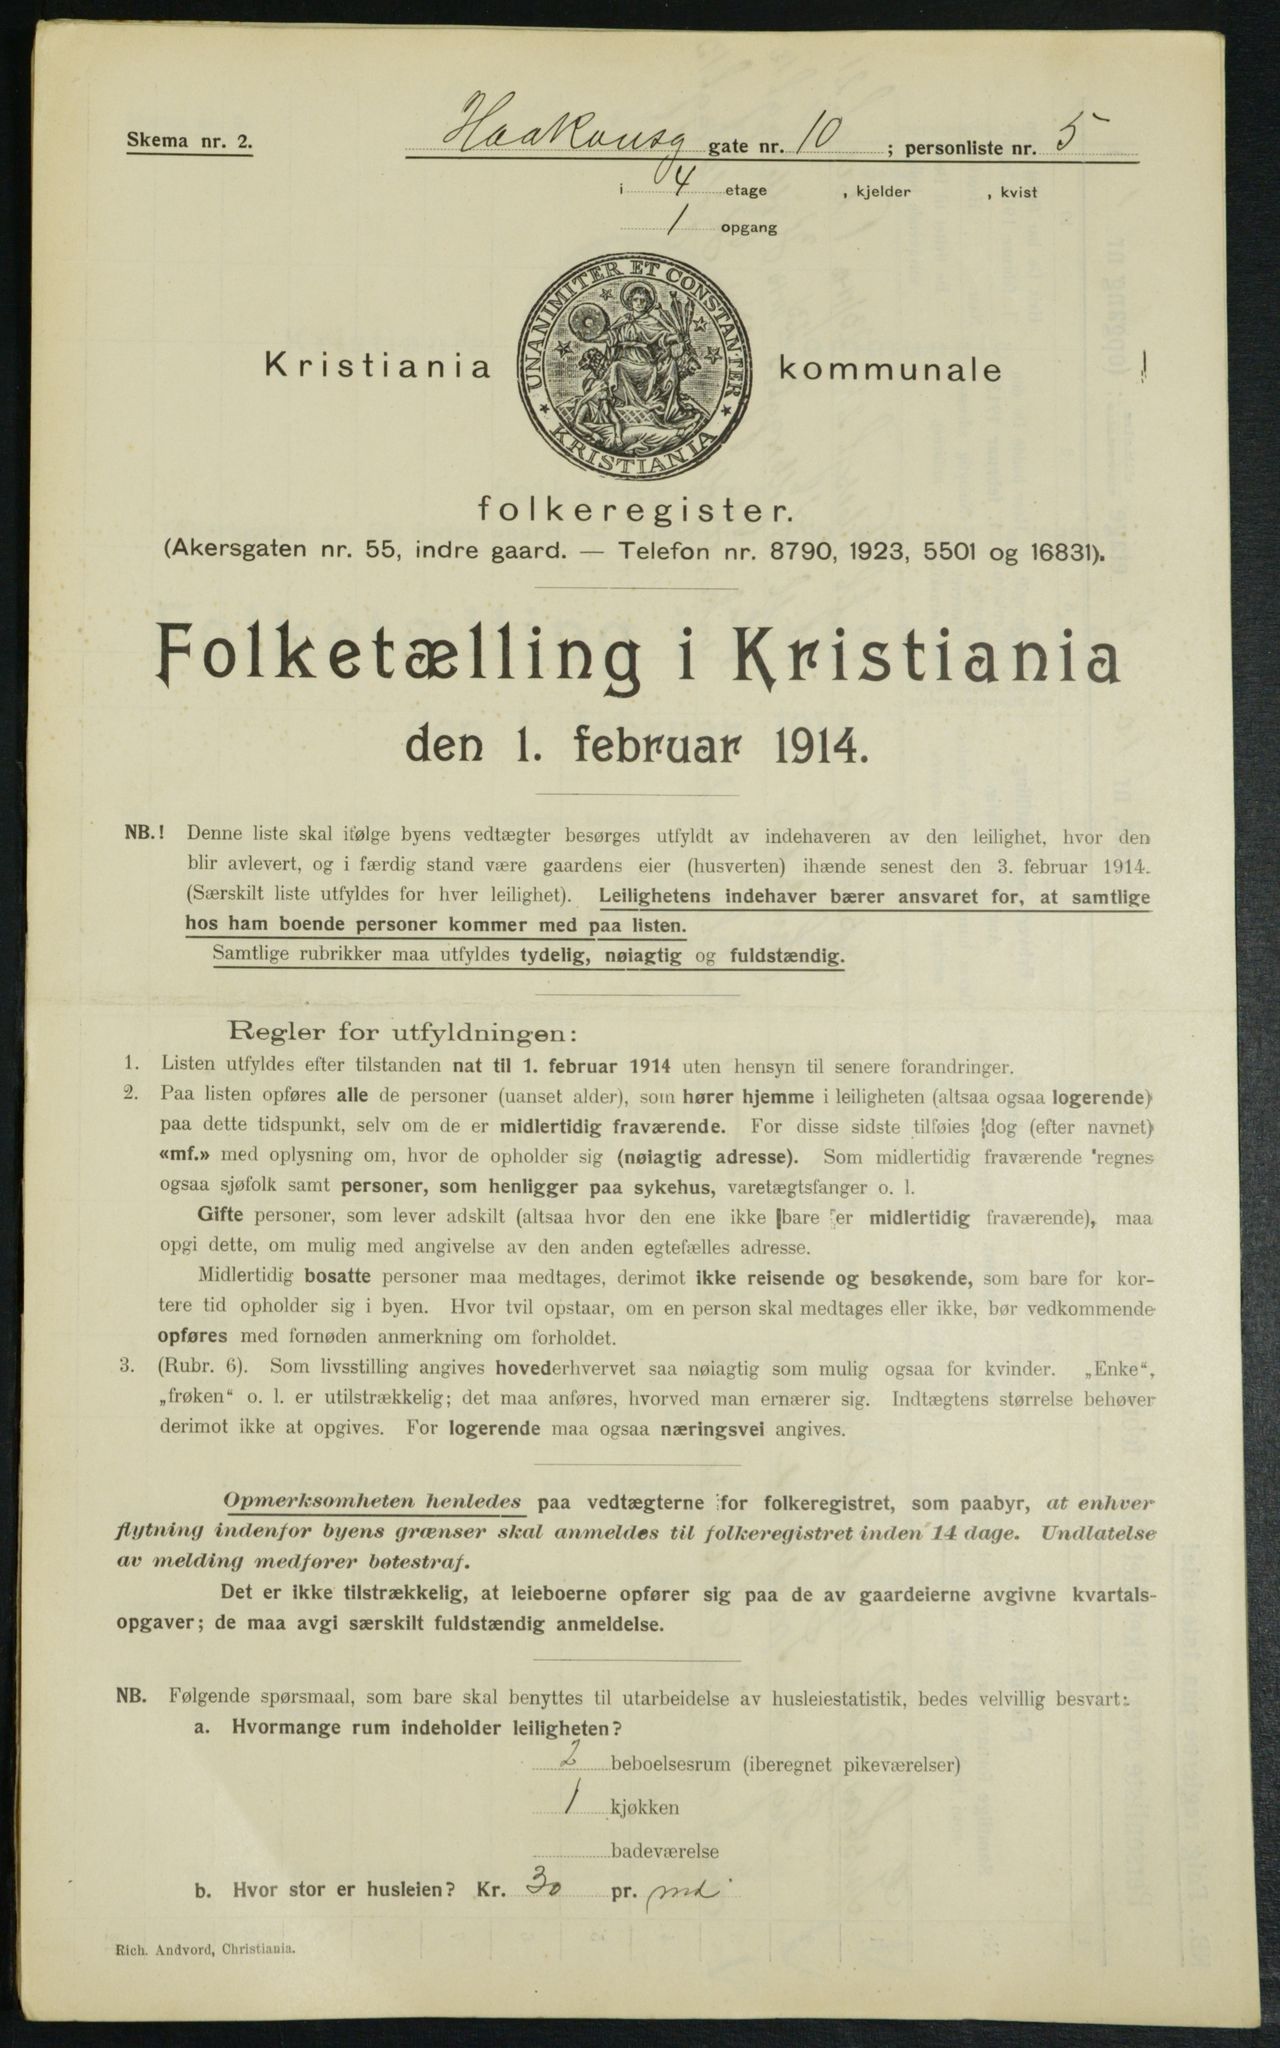 Skema nr. 2.
Haakonsg gate nr. 10 ; personliste nr. 5
i 4 etage , kjelder , kvist
1 opgang
UNANIMITER ET CONSTANTER
KRISTIANIA
Kristiania kommunale
folkeregister.
(Akersgaten nr. 55, indre gaard. — Telefon nr. 8790, 1923, 5501 og 16831).
Folketælling i Kristiania
den 1. februar 1914.
NB.! Denne liste skal ifølge byens vedtægter besørges utfyldt av indehaveren av den leilighet, hvor den
blir avlevert, og i færdig stand være gaardens eier (husverten) ihænde senest den 3. februar 1914.
(Særskilt liste utfyldes for hver leilighet). Leilighetens indehaver bærer ansvaret for, at samtlige
hos ham boende personer kommer med paa listen.
Samtlige rubrikker maa utfyldes tydelig, nøiagtig og fuldstændig.
Regler for utfyldningen:
1. Listen utfyldes efter tilstanden nat til 1. februar 1914 uten hensyn til senere forandringer.
2. Paa listen opføres alle de personer (uanset alder), som hører hjemme i leiligheten (altsaa ogsaa logerende)
paa dette tidspunkt, selv om de er midlertidig fraværende. For disse sidste tilføies dog (efter navnet)
«mf.» med oplysning om, hvor de opholder sig (nøiagtig adresse). Som midlertidig fraværende regnes
ogsaa sjøfolk samt personer, som henligger paa sykehus, varetægtsfanger o. l.
Gifte personer, som lever adskilt (altsaa hvor den ene ikke bare er midlertidig fraværende), maa
opgi dette, om mulig med angivelse av den anden egtefælles adresse.
Midlertidig bosatte personer maa medtages, derimot ikke reisende og besøkende, som bare for kor-
tere tid opholder sig i byen. Hvor tvil opstaar, om en person skal medtages eller ikke, bør vedkommende
opføres med fornøden anmerkning om forholdet.
3. (Rubr. 6). Som livsstilling angives hovederhvervet saa nøiagtig som mulig ogsaa for kvinder. „Enke“,
„frøken“ o. l. er utilstrækkelig; det maa anføres, hvorved man ernærer sig. Indtægtens størrelse behøver
derimot ikke at opgives. For logerende maa ogsaa næringsvei angives.
Opmerksomheten henledes paa vedtægterne for folkeregistret, som paabyr, at enhver
flytning indenfor byens grænser skal anmeldes til folkeregistret inden 14 dage. Undlatelse
av melding medfører bøtestraf.
Det er ikke tilstrækkelig, at leieboerne opfører sig paa de av gaardeierne avgivne kvartals-
opgaver; de maa avgi særskilt fuldstændig anmeldelse.
NB. Følgende spørsmaal, som bare skal benyttes til utarbeidelse av husleiestatistik, bedes velvillig besvart:
a. Hvormange rum indeholder leiligheten?
2 beboelsesrum (iberegnet pikeværelser)
1 kjøkken
badeværelse
b. Hvor stor er husleien? Kr. 30 pr. md
Rich. Andvord, Christiania.